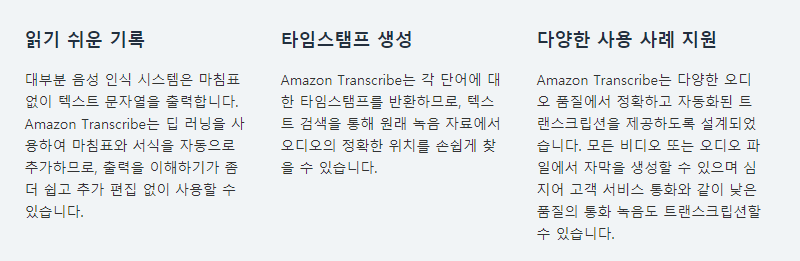 읽기 쉬운 기록
대부분 음성 인식 시스템은 마침표
없이 텍스트 문자열을 출력합니다.
Amazon Transcribe는 딥 러닝을 사
용하여 마침표와 서식을 자동으로
추가하므로, 출력을 이해하기가 좀
더 쉽고 추가 편집 없이 사용할 수
있습니다.
타임스탬프 생성
Amazon Transcribe는 각 단어에 대
한 타임스탬프를 반환하므로, 텍스
트 검색을 통해 원래 녹음 자료에서
오디오의 정확한 위치를 손쉽게 찾
을 수 있습니다.
다양한 사용 사례 지원
Amazon Transcribe는 다양한 오디
오 품질에서 정확하고 자동화된 트
랜스크립션을 제공하도록 설계되었
습니다. 모든 비디오 또는 오디오 파
일에서 자막을 생성할 수 있으며 심
지어 고객 서비스 통화와 같이 낮은
품질의 통화 녹음도 트랜스크립션할
수 있습니다.